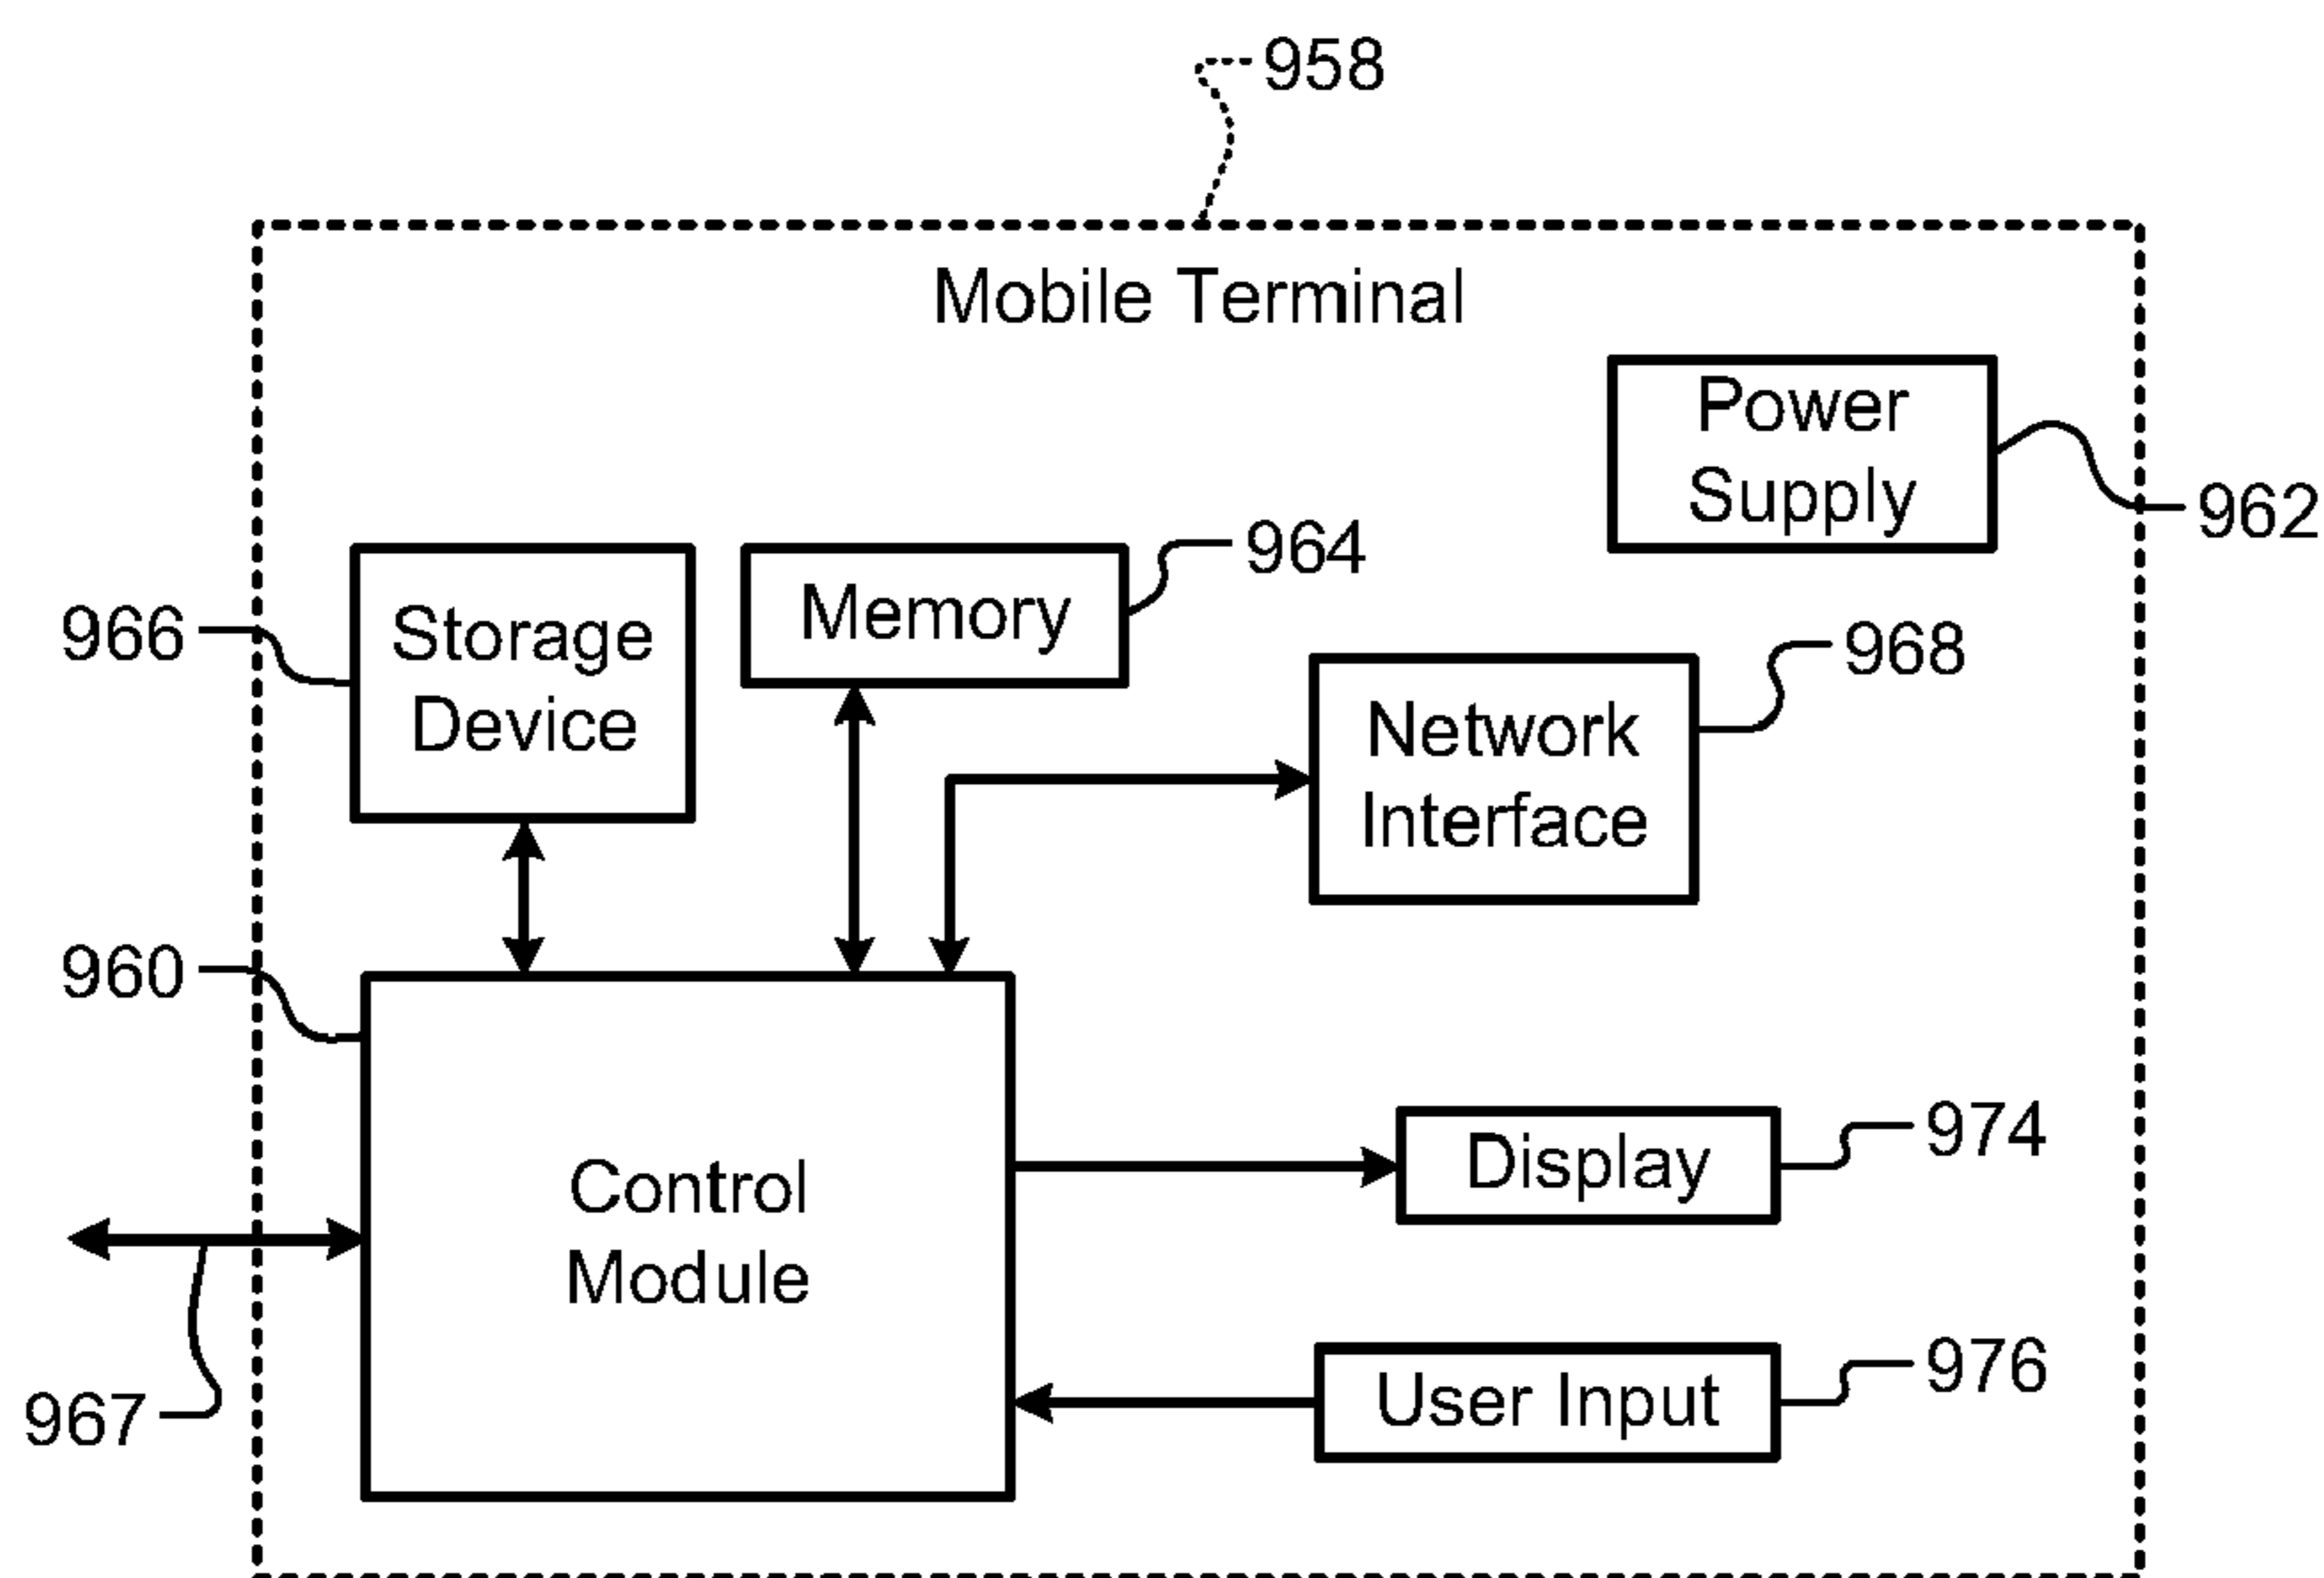 958
Mobile Terminal
Power
Supply
962
964
Memory
966
Storage
Device
968
Network
Interface
960
Control
Module
974
Display
967
976
User Input